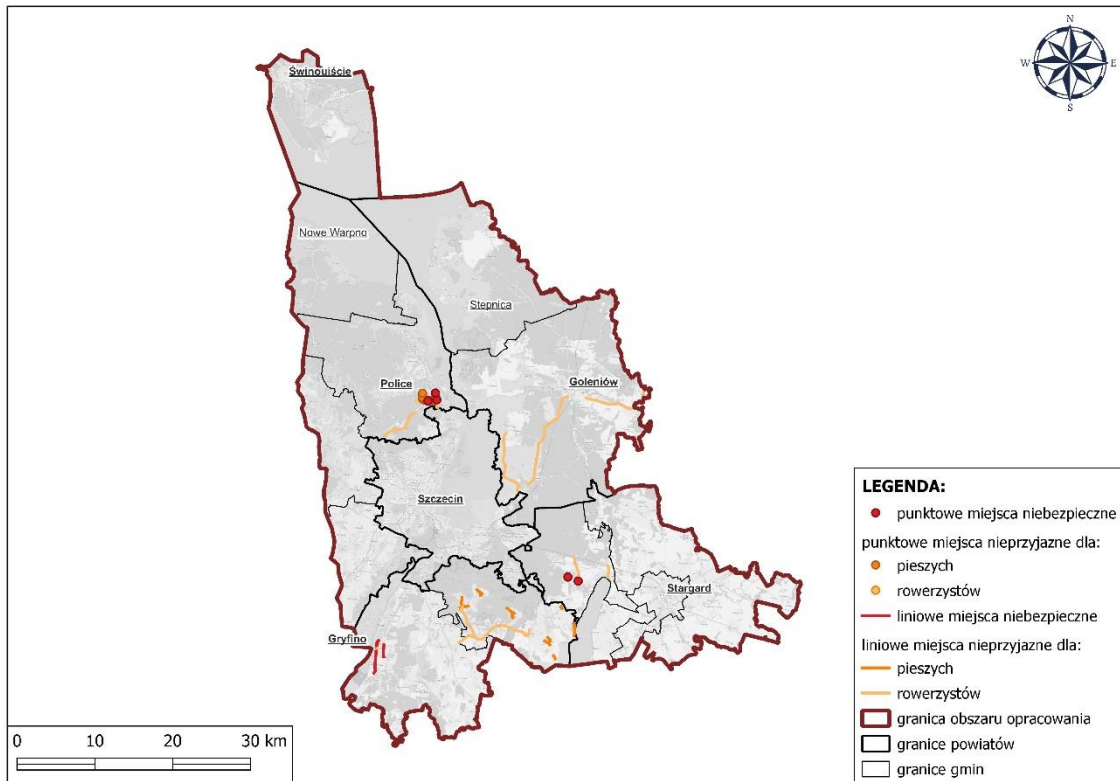 N
W E
S
Świnoujście
Nowe Warpno
Stepnica
Police
Goleniów
Szczecin
Stargard
Gryfino
LEGENDA:
punktowe miejsca niebezpieczne
punktowe miejsca nieprzyjazne dla:
pieszych
rowerzystów
liniowe miejsca niebezpieczne
liniowe miejsca nieprzyjazne dla:
pieszych
rowerzystów
granica obszaru opracowania
granice powiatów
granice gmin
0 10 20 30 km